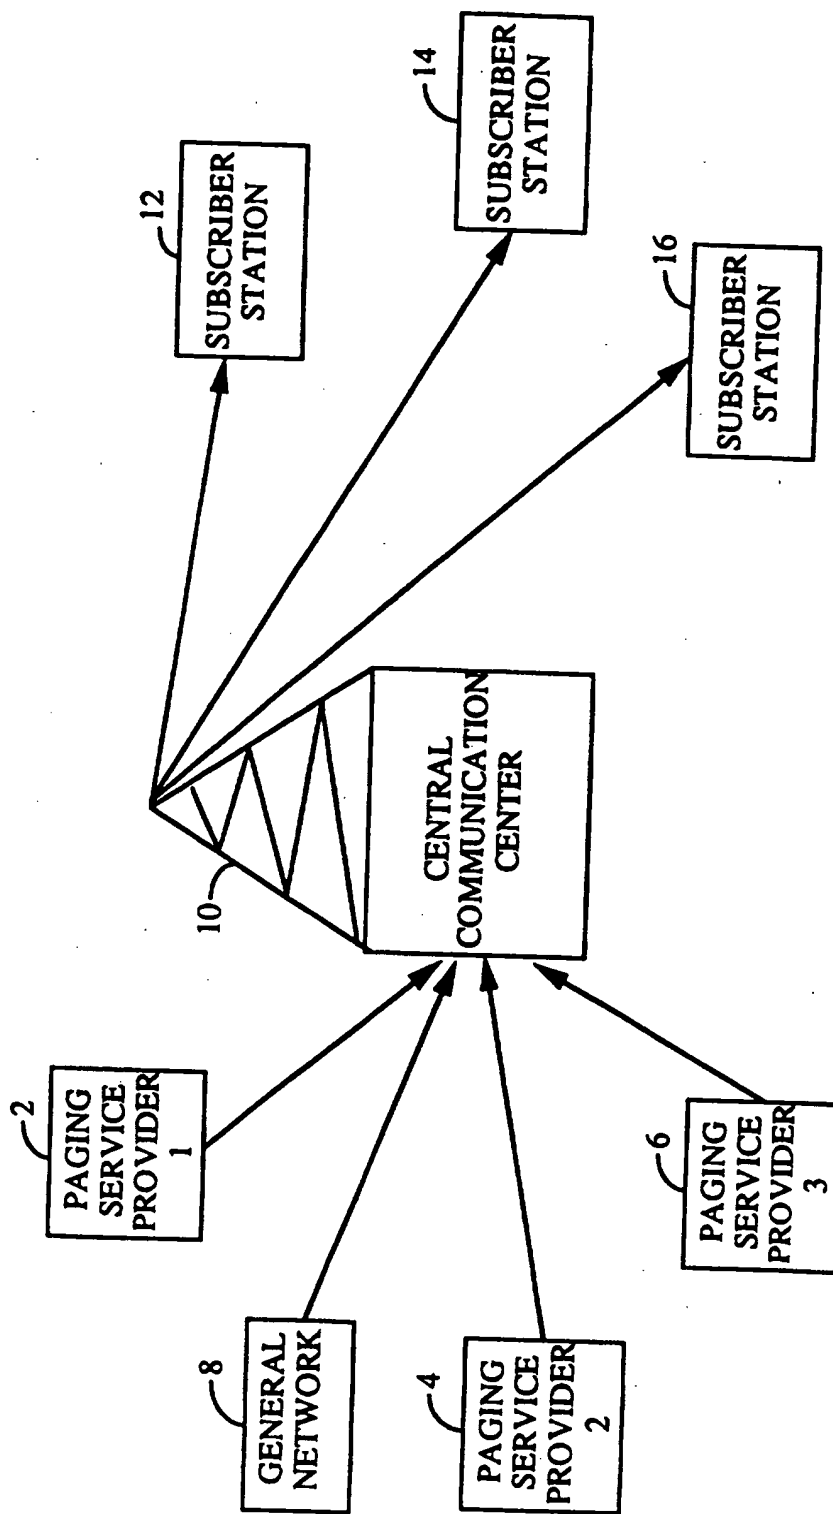 2
PAGING
SERVICE
PROVIDER
1
8
GENERAL
NETWORK
4
PAGING
SERVICE
PROVIDER
2
6
PAGING
SERVICE
PROVIDER
3
10
CENTRAL
COMMUNICATION
CENTER
12
SUBSCRIBER
STATION
14
SUBSCRIBER
STATION
16
SUBSCRIBER
STATION